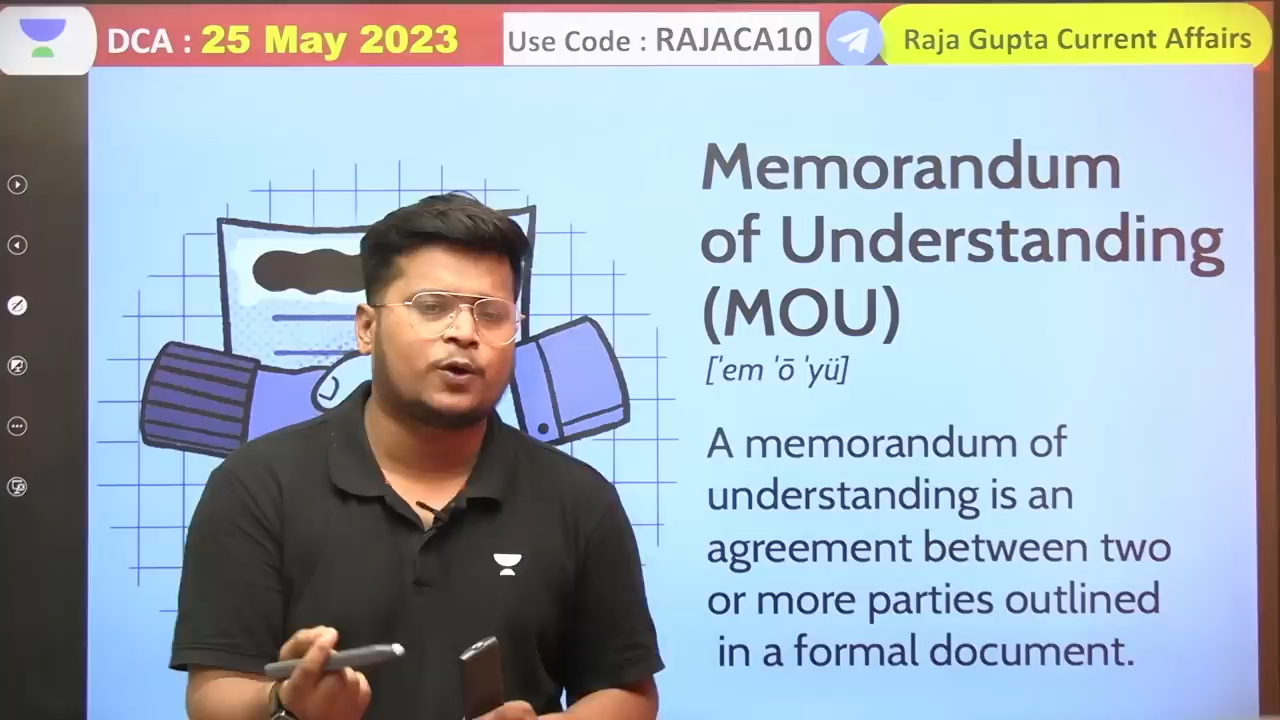 DCA : 25 May 2023
Use Code : RAJACA10
Raja Gupta Current Affairs
Memorandum
of Understanding
(MOU)
['em 'ō 'yü]
A memorandum of
understanding is an
agreement between two
or more parties outlined
in a formal document.